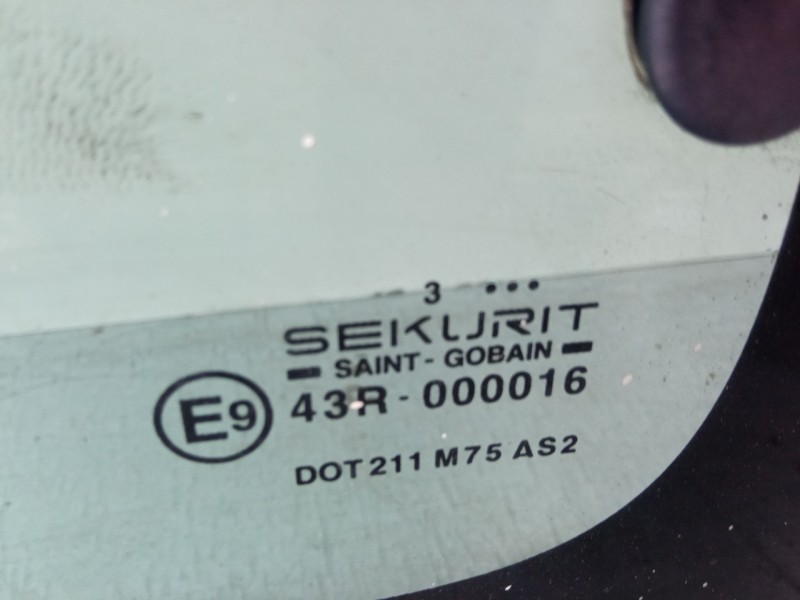 3 •••
SEKURIT
SAINT-GOBAIN
E9 43R-000016
DOT 211 M75 AS2